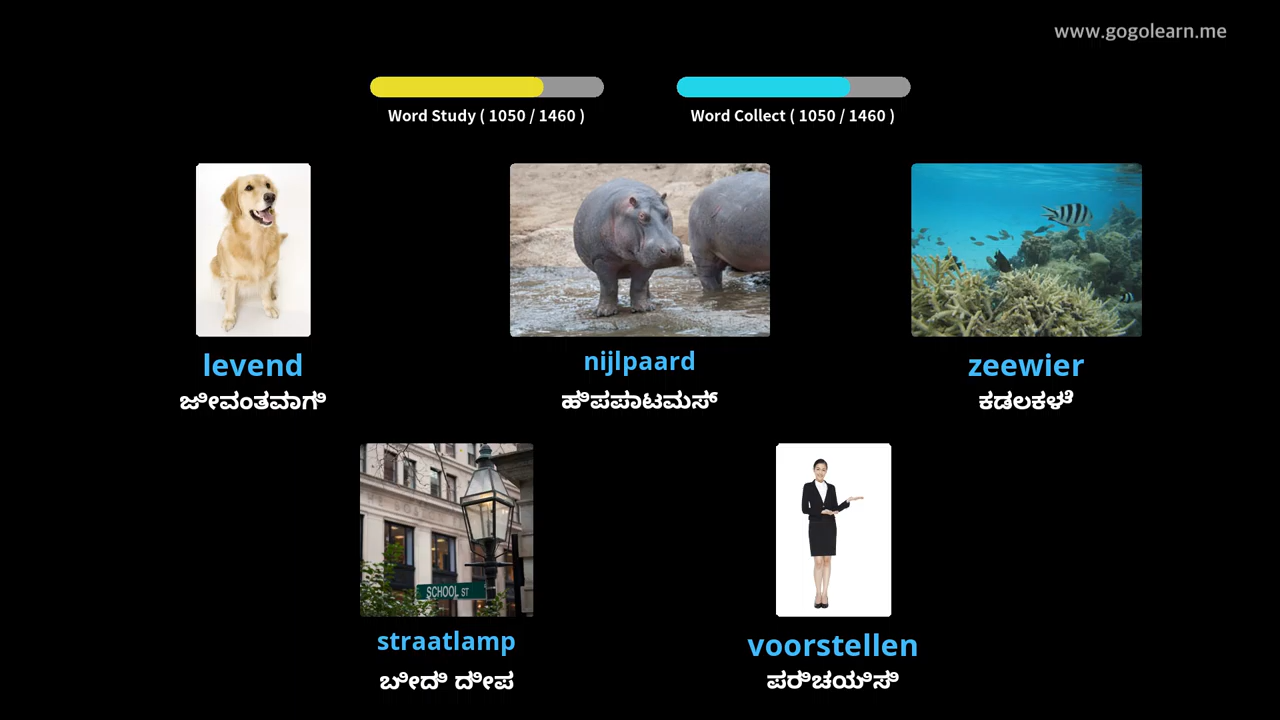 www.gogolearn.me
Word Study ( 1050 / 1460 )
Word Collect ( 1050 / 1460 )
levend
ಜೀವಂತವಾಗಿ
nijlpaard
ಹಿಪಪಾಟಮಸ್
zeewier
ಕಡಲಕಳೆ
SCHOOL ST
straatlamp
ಬೀದಿ ದೀಪ
voorstellen
ಪರಿಚಯಿಸಿ